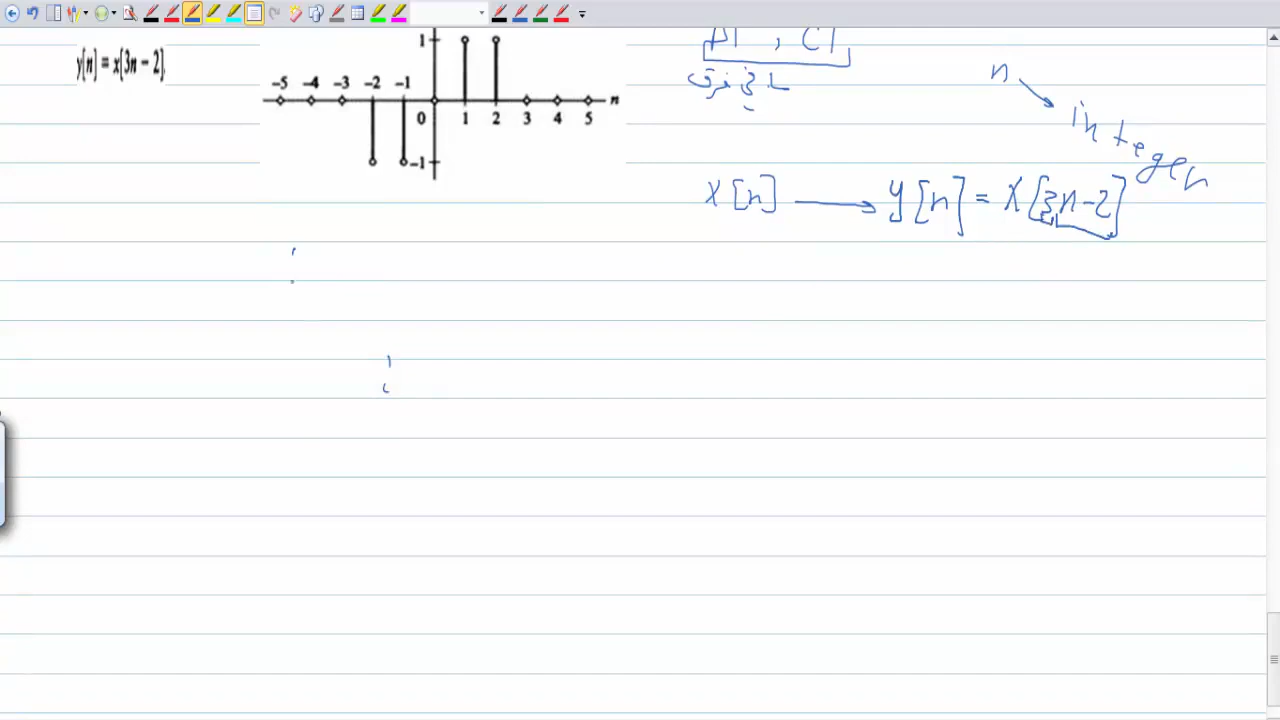 y[n] = x[3n − 2]
1
-5 -4 -3 -2 -1
0 1 2 3 4 5 n
-1
, CT
فرق
n
integer
X[n] → y[n] = X[3n-2]